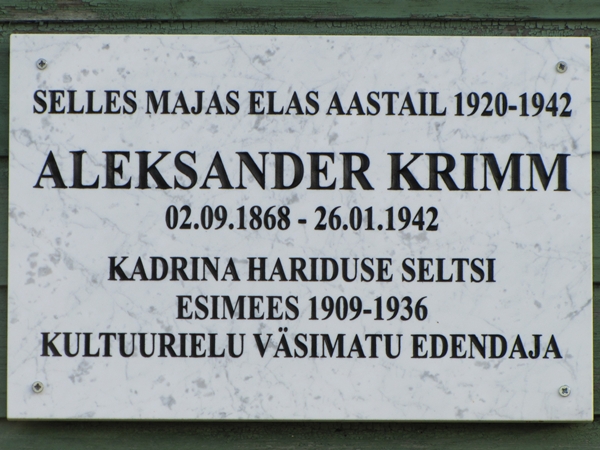 SELLES MAJAS ELAS AASTAIL 1920-1942
ALEKSANDER KRIMM
02.09.1868 - 26.01.1942
KADRINA HARIDUSE SELTSI
ESIMEES 1909-1936
KULTUURIELU VÄSIMATU EDENDAJA